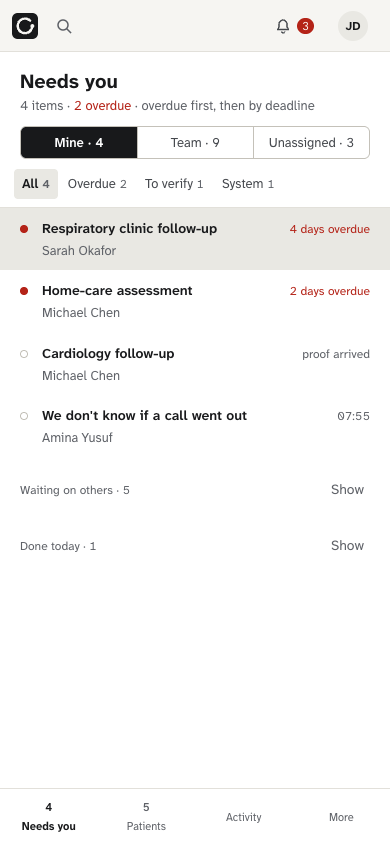 3
JD
Needs you
4 items · 2 overdue · overdue first, then by deadline
Mine · 4
Team · 9
Unassigned · 3
All 4
Overdue 2
To verify 1
System 1
Respiratory clinic follow-up
4 days overdue
Sarah Okafor
Home-care assessment
2 days overdue
Michael Chen
Cardiology follow-up
proof arrived
Michael Chen
We don't know if a call went out
07:55
Amina Yusuf
Waiting on others · 5
Show
Done today · 1
Show
4
Needs you
5
Patients
Activity
More